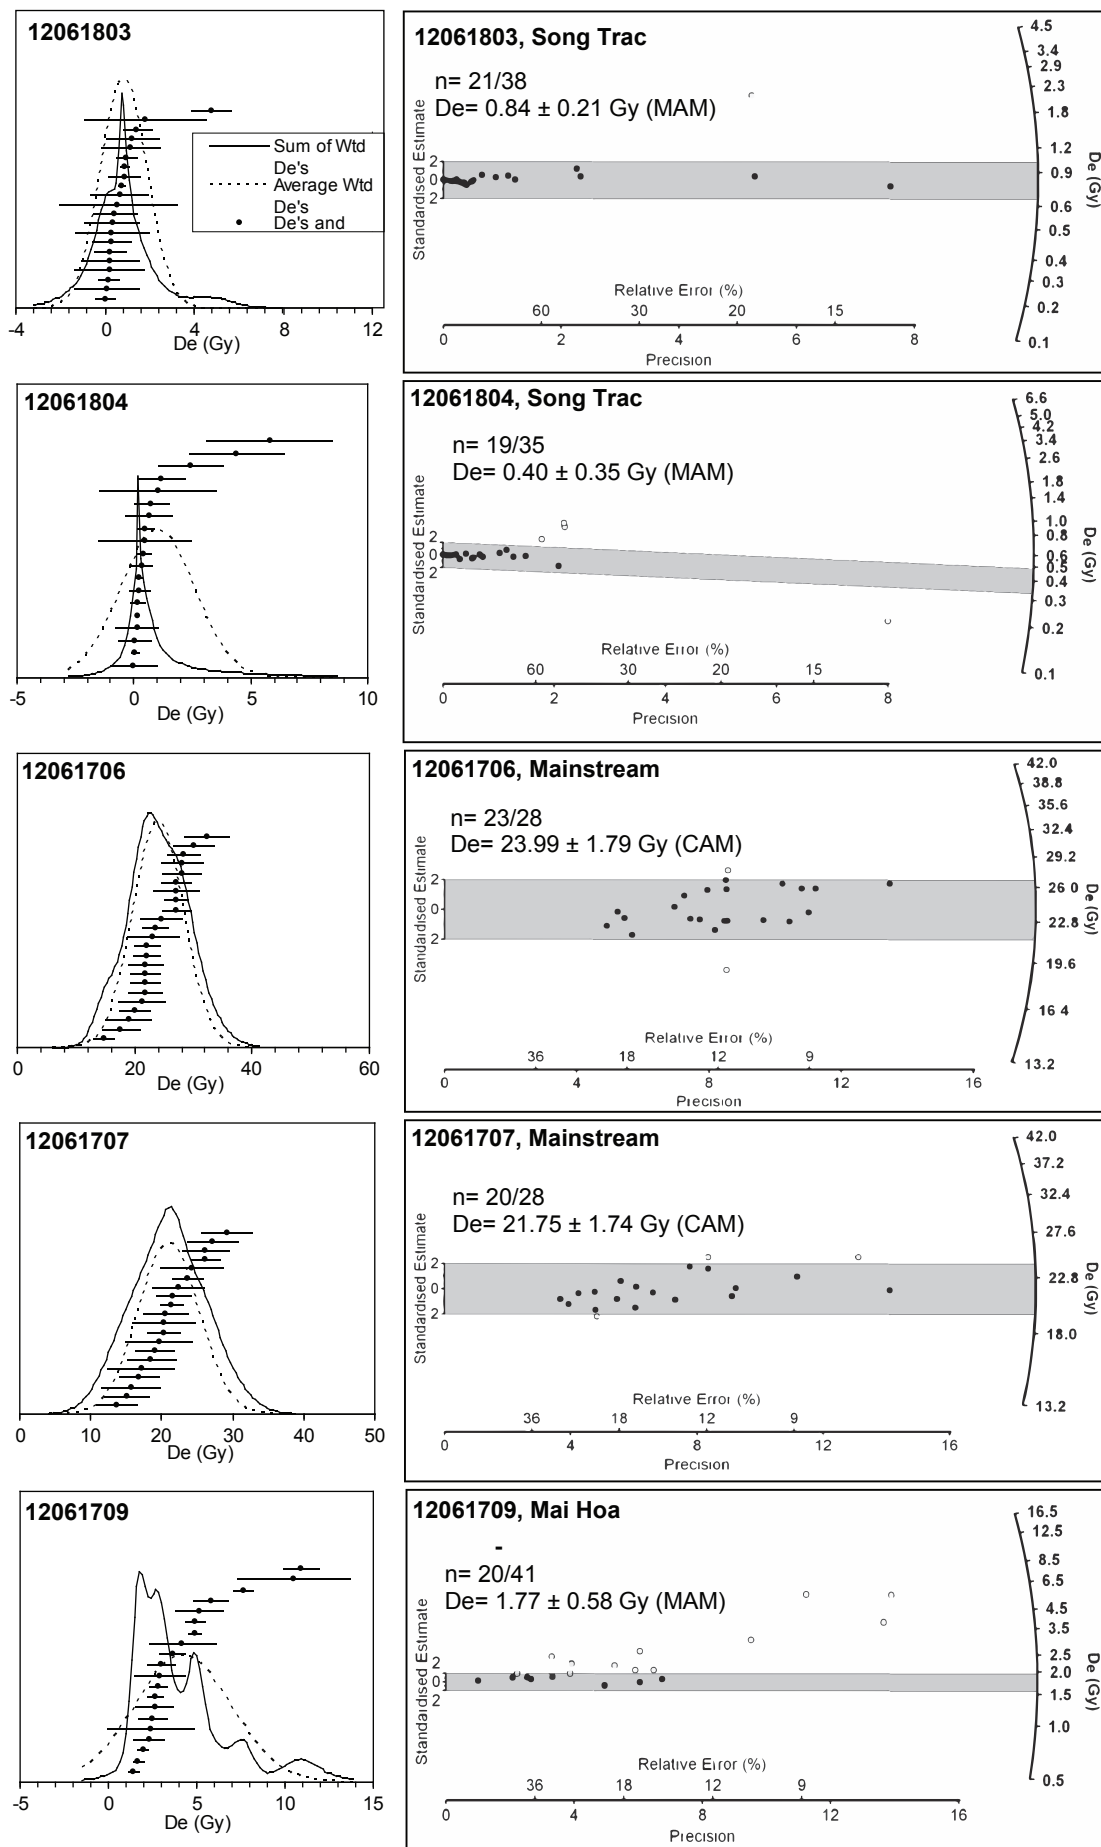 12061803
Sum of Wtd
De's
Average Wtd
De's
De's and
-4 0 4 8 12
De (Gy)
12061803, Song Trac
n= 21/38
De= 0.84 ± 0.21 Gy (MAM)
Standardised Estimate
2
0
2
Relative Error (%)
60 30 20 15
0 2 4 6 8
Precision
4.5
3.4
2.9
2.3
1.8
1.2
0.9
0.6
0.5
0.4
0.3
0.2
0.1
De (Gy)
12061804
-5 0 5 10
De (Gy)
12061804, Song Trac
n= 19/35
De= 0.40 ± 0.35 Gy (MAM)
Standardised Estimate
2
0
2
Relative Error (%)
60 30 20 15
0 2 4 6 8
Precision
6.6
5.0
4.2
3.4
2.6
1.8
1.4
1.0
0.8
0.6
0.5
0.4
0.3
0.2
0.1
De (Gy)
12061706
0 20 40 60
De (Gy)
12061706, Mainstream
n= 23/28
De= 23.99 ± 1.79 Gy (CAM)
Standardised Estimate
2
0
2
Relative Error (%)
36 18 12 9
0 4 8 12 16
Precision
42.0
38.8
35.6
32.4
29.2
26 0
22.8
19.6
16 4
13.2
De (Gy)
12061707
0 10 20 30 40 50
De (Gy)
12061707, Mainstream
n= 20/28
De= 21.75 ± 1.74 Gy (CAM)
Standardised Estimate
2
0
2
Relative Error (%)
36 18 12 9
0 4 8 12 16
Precision
42.0
37.2
32.4
27.6
22.8
18.0
13.2
De (Gy)
12061709
-5 0 5 10 15
De (Gy)
12061709, Mai Hoa
-
n= 20/41
De= 1.77 ± 0.58 Gy (MAM)
Standardised Estimate
2
0
2
Relative Error (%)
36 18 12 9
0 4 8 12 16
Precision
16.5
12.5
8.5
6.5
4.5
3.5
2.5
2.0
1.5
1.0
0.5
De (Gy)